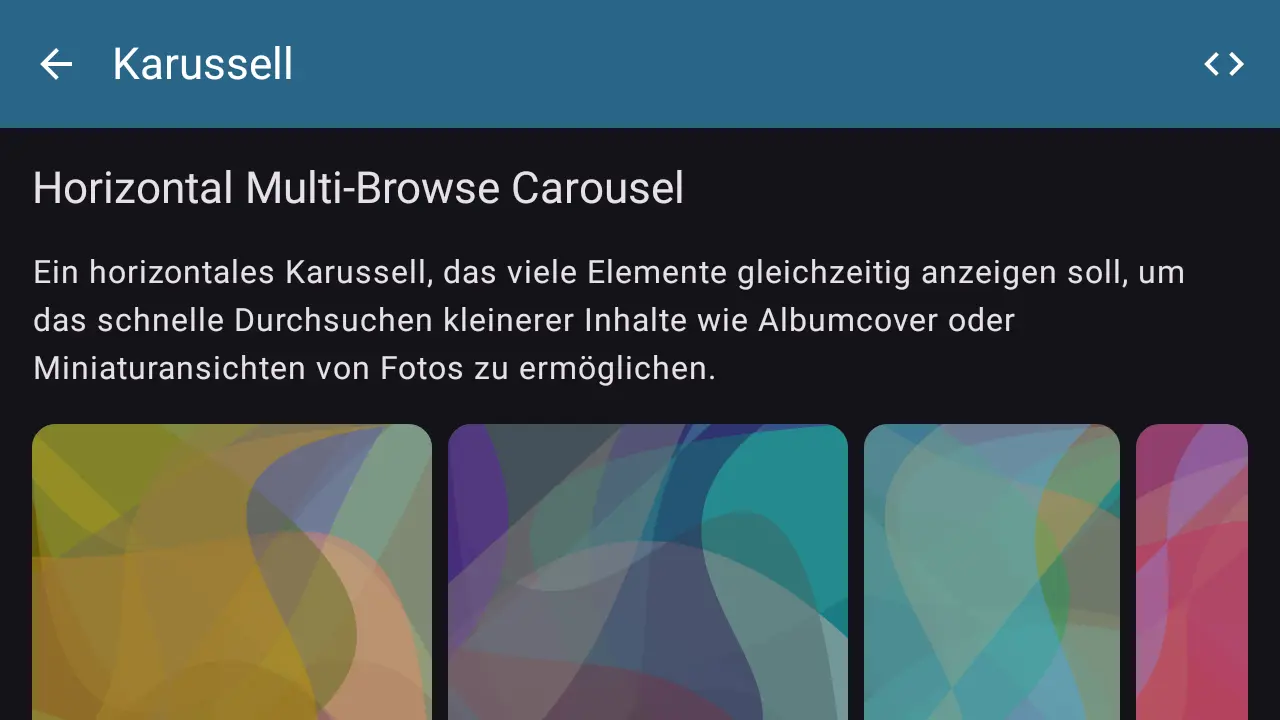 Karussell
Horizontal Multi-Browse Carousel
Ein horizontales Karussell, das viele Elemente gleichzeitig anzeigen soll, um
das schnelle Durchsuchen kleinerer Inhalte wie Albumcover oder
Miniaturansichten von Fotos zu ermöglichen.